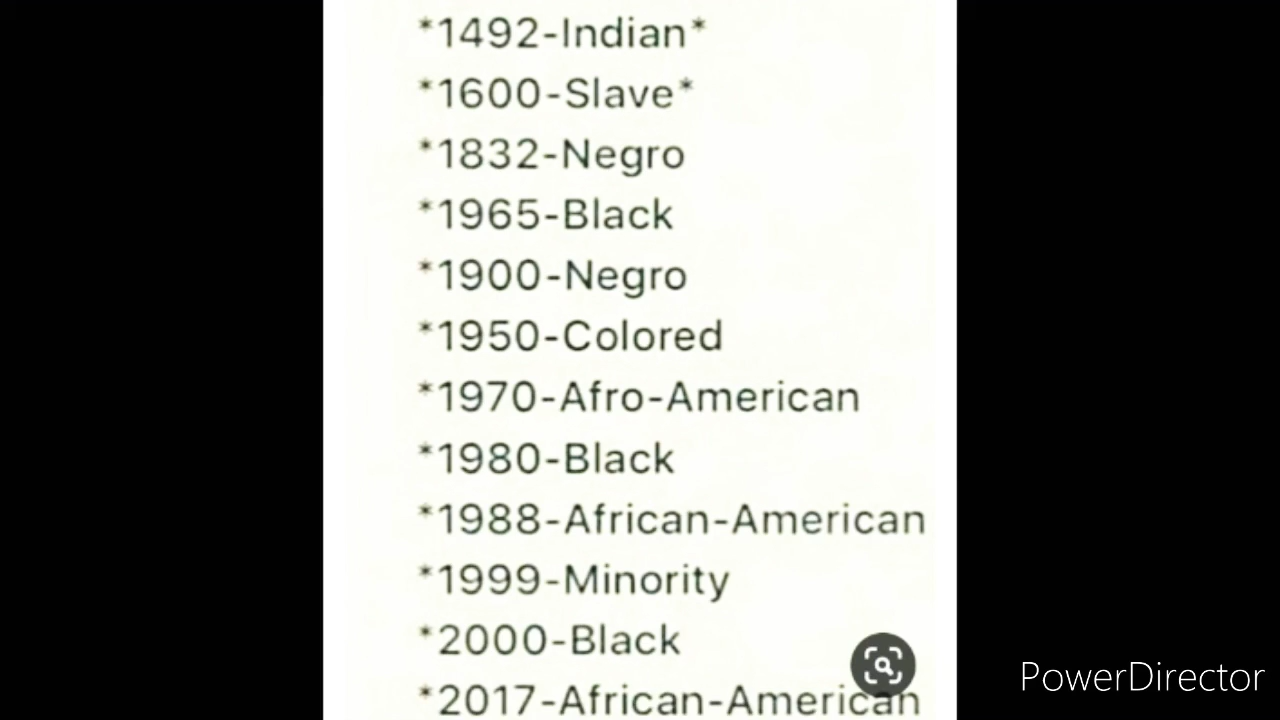 *1492-Indian*
*1600-Slave*
*1832-Negro
*1965-Black
*1900-Negro
*1950-Colored
*1970-Afro-American
*1980-Black
*1988-African-American
*1999-Minority
*2000-Black
*2017-African-American
PowerDirector